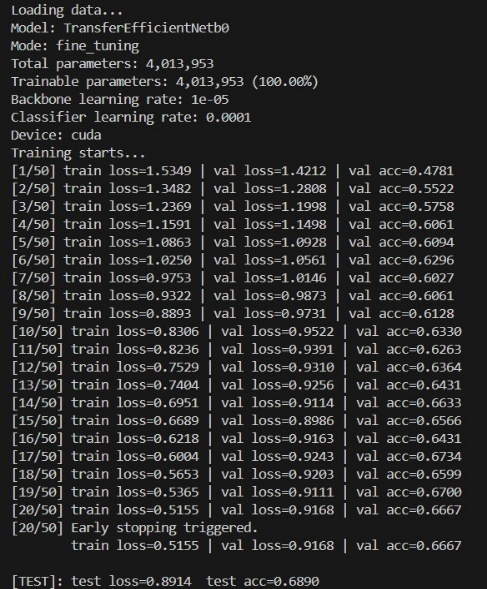 Loading data...
Model: TransferEfficientNetb0
Mode: fine_tuning
Total parameters: 4,013,953
Trainable parameters: 4,013,953 (100.00%)
Backbone learning rate: 1e-05
Classifier learning rate: 0.0001
Device: cuda
Training starts...
[1/50] train loss=1.5349 | val loss=1.4212 | val acc=0.4781
[2/50] train loss=1.3482 | val loss=1.2808 | val acc=0.5522
[3/50] train loss=1.2369 | val loss=1.1998 | val acc=0.5758
[4/50] train loss=1.1591 | val loss=1.1498 | val acc=0.6061
[5/50] train loss=1.0863 | val loss=1.0928 | val acc=0.6094
[6/50] train loss=1.0250 | val loss=1.0561 | val acc=0.6296
[7/50] train loss=0.9753 | val loss=1.0146 | val acc=0.6027
[8/50] train loss=0.9322 | val loss=0.9873 | val acc=0.6061
[9/50] train loss=0.8893 | val loss=0.9731 | val acc=0.6128
[10/50] train loss=0.8306 | val loss=0.9522 | val acc=0.6330
[11/50] train loss=0.8236 | val loss=0.9391 | val acc=0.6263
[12/50] train loss=0.7529 | val loss=0.9310 | val acc=0.6364
[13/50] train loss=0.7404 | val loss=0.9256 | val acc=0.6431
[14/50] train loss=0.6951 | val loss=0.9114 | val acc=0.6633
[15/50] train loss=0.6689 | val loss=0.8986 | val acc=0.6566
[16/50] train loss=0.6218 | val loss=0.9163 | val acc=0.6431
[17/50] train loss=0.6004 | val loss=0.9243 | val acc=0.6734
[18/50] train loss=0.5653 | val loss=0.9203 | val acc=0.6599
[19/50] train loss=0.5365 | val loss=0.9111 | val acc=0.6700
[20/50] train loss=0.5155 | val loss=0.9168 | val acc=0.6667
[20/50] Early stopping triggered.
train loss=0.5155 | val loss=0.9168 | val acc=0.6667
[TEST]: test loss=0.8914 test acc=0.6890